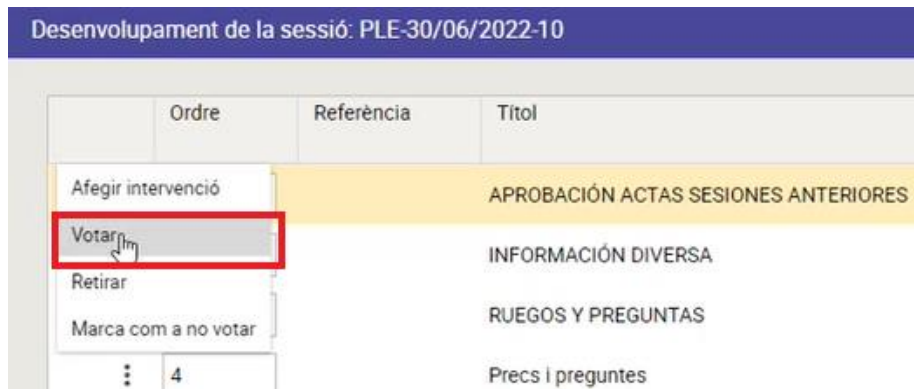 Desenvolupament de la sessió: PLE-30/06/2022-10
Ordre Referència Títol
Afegir intervenció
APROBACIÓN ACTAS SESIONES ANTERIORES
Votar
INFORMACIÓN DIVERSA
Retirar
RUEGOS Y PREGUNTAS
Marca com a no votar
4 Precs i preguntes